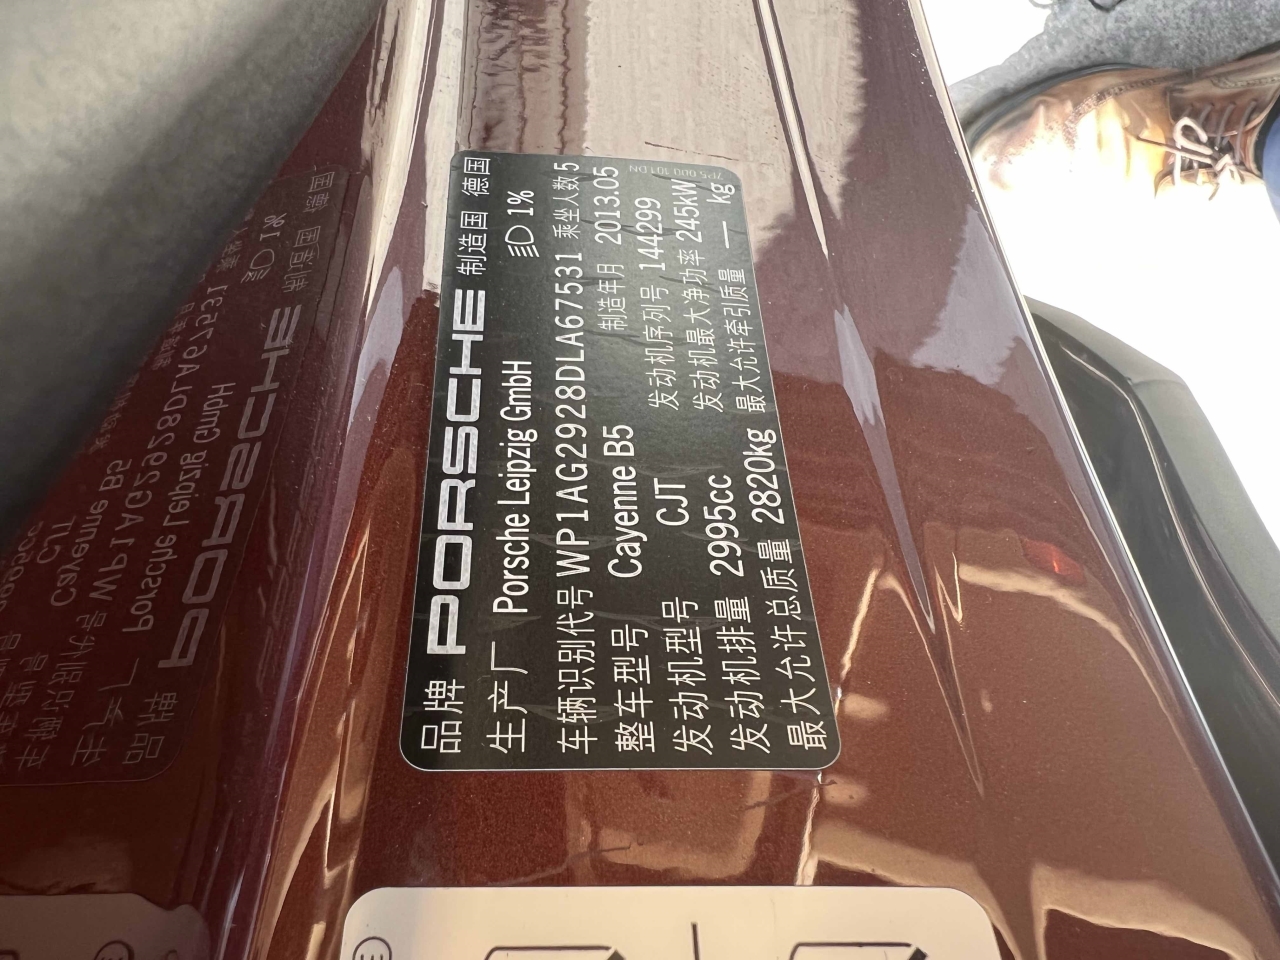 品牌 PORSCHE 制造国 德国
生产厂 Porsche Leipzig GmbH 1%
车辆识别代号 WP1AG2928DLA67531 乘坐人数 5
整车型号 Cayenne B5 制造年月 2013.05
发动机型号 CJT 发动机序列号 144299
发动机排量 2995cc 发动机最大净功率 245kW
最大允许总质量 2820kg 最大允许牵引质量 — kg
7P5 000 101 DN